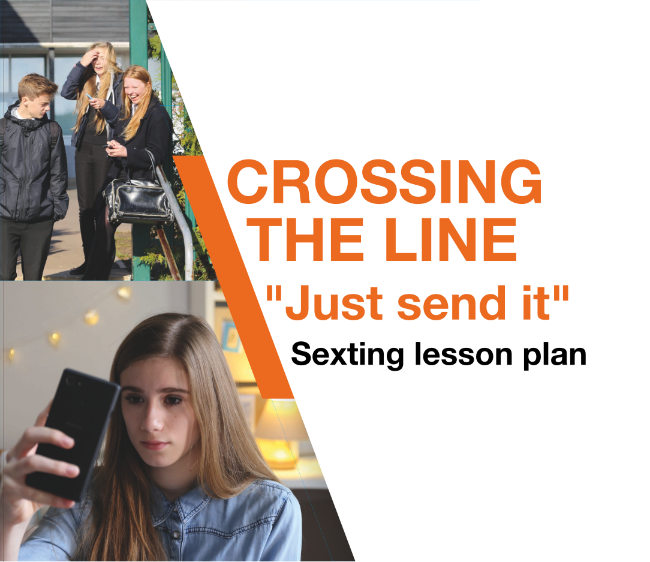 CROSSING
THE LINE
"Just send it"
Sexting lesson plan